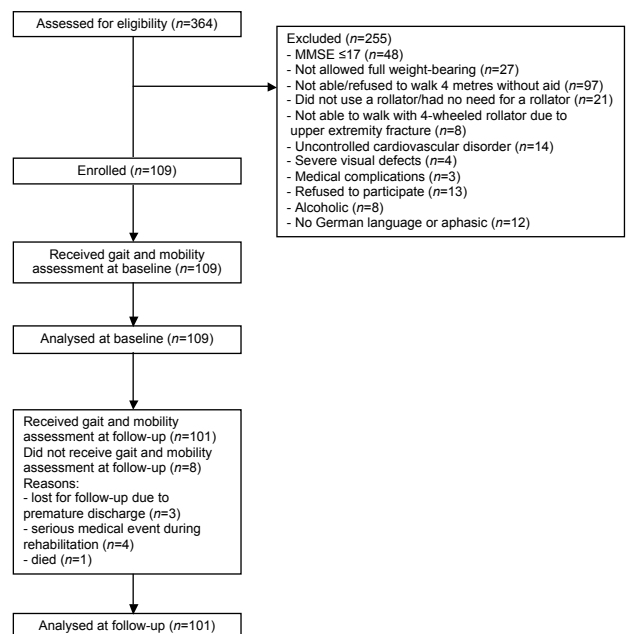 Assessed for eligibility (n=364)
Excluded (n=255)
- MMSE ≤17 (n=48)
- Not allowed full weight-bearing (n=27)
- Not able/refused to walk 4 metres without aid (n=97)
- Did not use a rollator/had no need for a rollator (n=21)
- Not able to walk with 4-wheeled rollator due to
upper extremity fracture (n=8)
- Uncontrolled cardiovascular disorder (n=14)
- Severe visual defects (n=4)
- Medical complications (n=3)
- Refused to participate (n=13)
- Alcoholic (n=8)
- No German language or aphasic (n=12)
Enrolled (n=109)
Received gait and mobility
assessment at baseline (n=109)
Analysed at baseline (n=109)
Received gait and mobility
assessment at follow-up (n=101)
Did not receive gait and mobility
assessment at follow-up (n=8)
Reasons:
- lost for follow-up due to
premature discharge (n=3)
- serious medical event during
rehabilitation (n=4)
- died (n=1)
Analysed at follow-up (n=101)